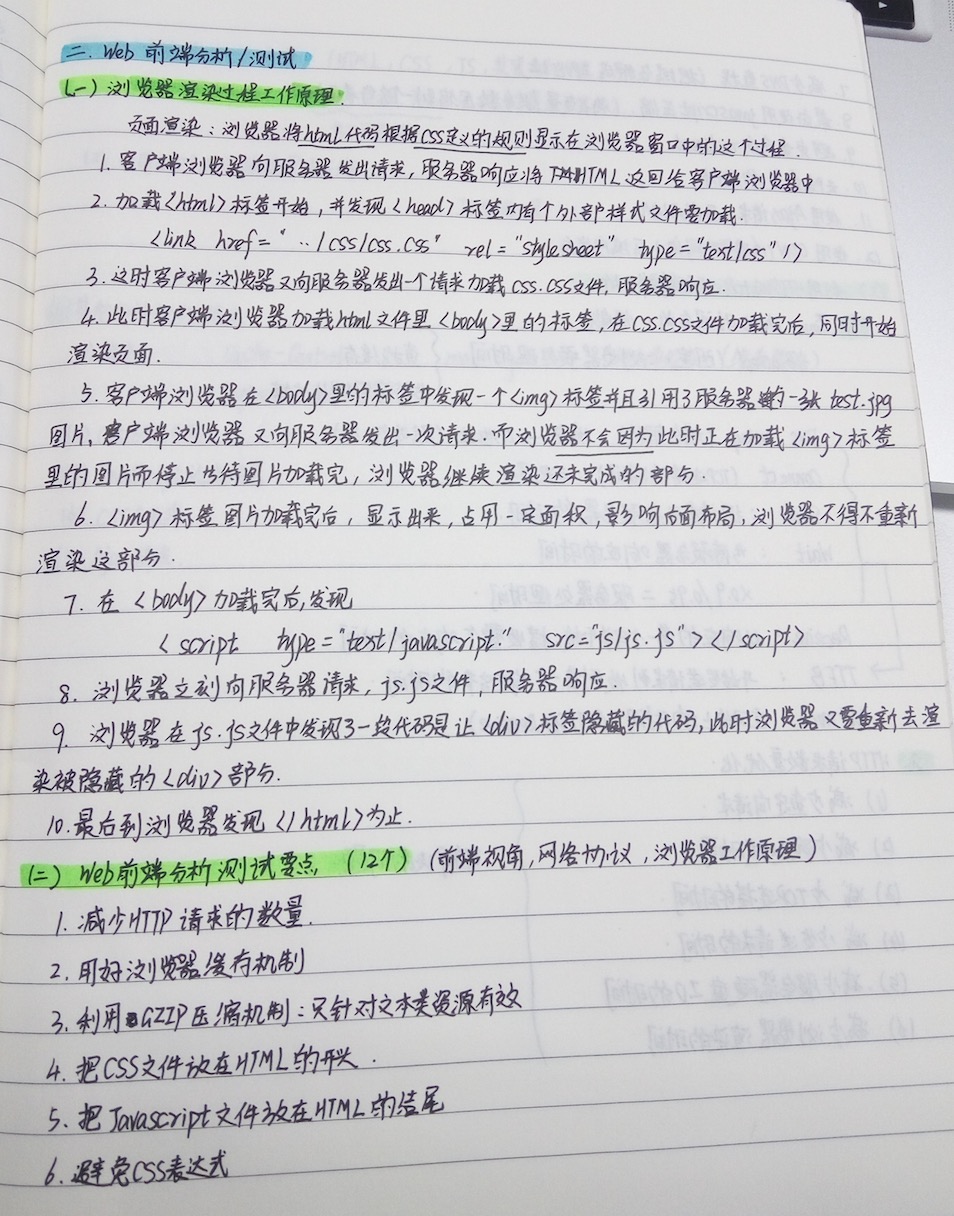 二. Web 前端分析/测试
(一) 浏览器渲染过程工作原理.
页面渲染：浏览器将html代码根据CSS定义的规则显示在浏览器窗口中的这个过程.
1. 客户端浏览器向服务器发出请求，服务器响应将HTML返回给客户端浏览器中
2. 加载<html>标签开始，并发现<head>标签内有个外部样式文件要加载.
<link href="../css/css.css" rel="stylesheet" type="text/css"/>
3. 这时客户端浏览器又向服务器发出一个请求加载css.css文件, 服务器响应.
4. 此时客户端浏览器加载html文件里<body>里的标签，在css.css文件加载完后，同时开始
渲染页面.
5. 客户端浏览器在<body>里的标签中发现一个<img>标签并且引用了服务器的一张test.jpg
图片，客户端浏览器又向服务器发出一次请求.而浏览器不会因为此时正在加载<img>标签
里的图片而停止等待图片加载完，浏览器继续渲染还未完成的部分.
6. <img>标签图片加载完后，显示出来，占用一定面积，影响后面布局，浏览器不得不重新
渲染这部分.
7. 在<body>加载完后,发现
<script type="text/javascript." src="js/js.js"></script>
8. 浏览器立刻向服务器请求，js.js文件，服务器响应.
9. 浏览器在js.js文件中发现了一段代码是让<div>标签隐藏的代码，此时浏览器又要重新去渲
染被隐藏的<div>部分.
10.最后到浏览器发现</html>为止.
(二) Web前端分析测试要点 (12个) (前端视角,网络协议，浏览器工作原理)
1. 减少HTTP请求的数量.
2. 用好浏览器缓存机制
3. 利用GZIP压缩机制：只针对文本类资源有效
4. 把CSS文件放在HTML的开头.
5. 把Javascript文件放在HTML的结尾
6. 避免CSS表达式